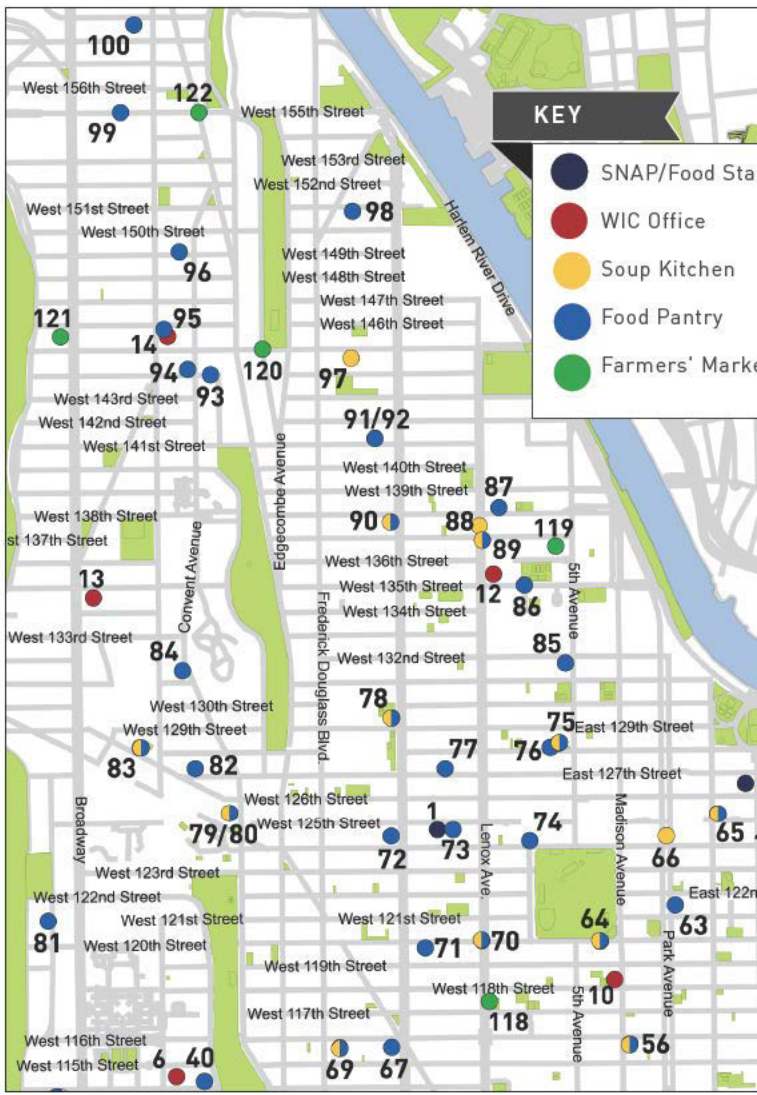 100
West 156th Street
122
99
West 155th Street
KEY
West 153rd Street
West 152nd Street
SNAP/Food Sta
98
West 151st Street
WIC Office
West 150th Street
Harlem River Drive
96
West 149th Street
Soup Kitchen
West 148th Street
West 147th Street
121
95
West 146th Street
Food Pantry
14
94
93
120
97
Farmers' Marke
West 143rd Street
West 142nd Street
91/92
West 141st Street
Edgecombe Avenue
West 140th Street
West 139th Street
87
West 138th Street
90
88
119
st 137th Street
89
Convent Avenue
West 136th Street
13
West 135th Street
12
86
5th Avenue
West 134th Street
Frederick Douglass Blvd.
West 133rd Street
84
West 132nd Street
85
West 130th Street
78
West 129th Street
75
East 129th Street
83
82
77
76
East 127th Street
Broadway
West 126th Street
79/80
West 125th Street
1
72
73
Lenox Ave.
74
Madison Avenue
66
65
West 123rd Street
West 122nd Street
East 122n
63
81
West 121st Street
West 121st Street
70
64
West 120th Street
71
West 119th Street
Park Avenue
West 118th Street
118
5th Avenue
10
West 117th Street
West 116th Street
West 115th Street
6
40
69
67
56